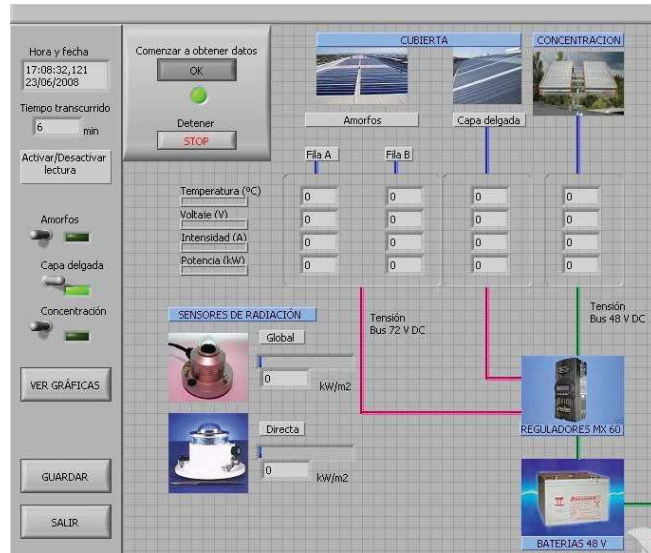 Hora y fecha
17:08:32,121
23/06/2008
Tiempo transcurrido
6 min
Activar/Desactivar
lectura
Amorfos
Capa delgada
Concentración
VER GRÁFICAS
GUARDAR
SALIR
Comenzar a obtener datos
OK
Detener
STOP
CUBIERTA
CONCENTRACION
Amorfos
Capa delgada
Fila A
Fila B
Temperatura (ºC)
0 0 0 0
Voltaje (V)
0 0 0 0
Intensidad (A)
0 0 0 0
Potencia (kW)
0 0 0 0
SENSORES DE RADIACIÓN
Global
0 kW/m2
Directa
0 kW/m2
Tensión
Bus 72 V DC
Tensión
Bus 48 V DC
REGULADORES MX 60
BATERIAS 48 V